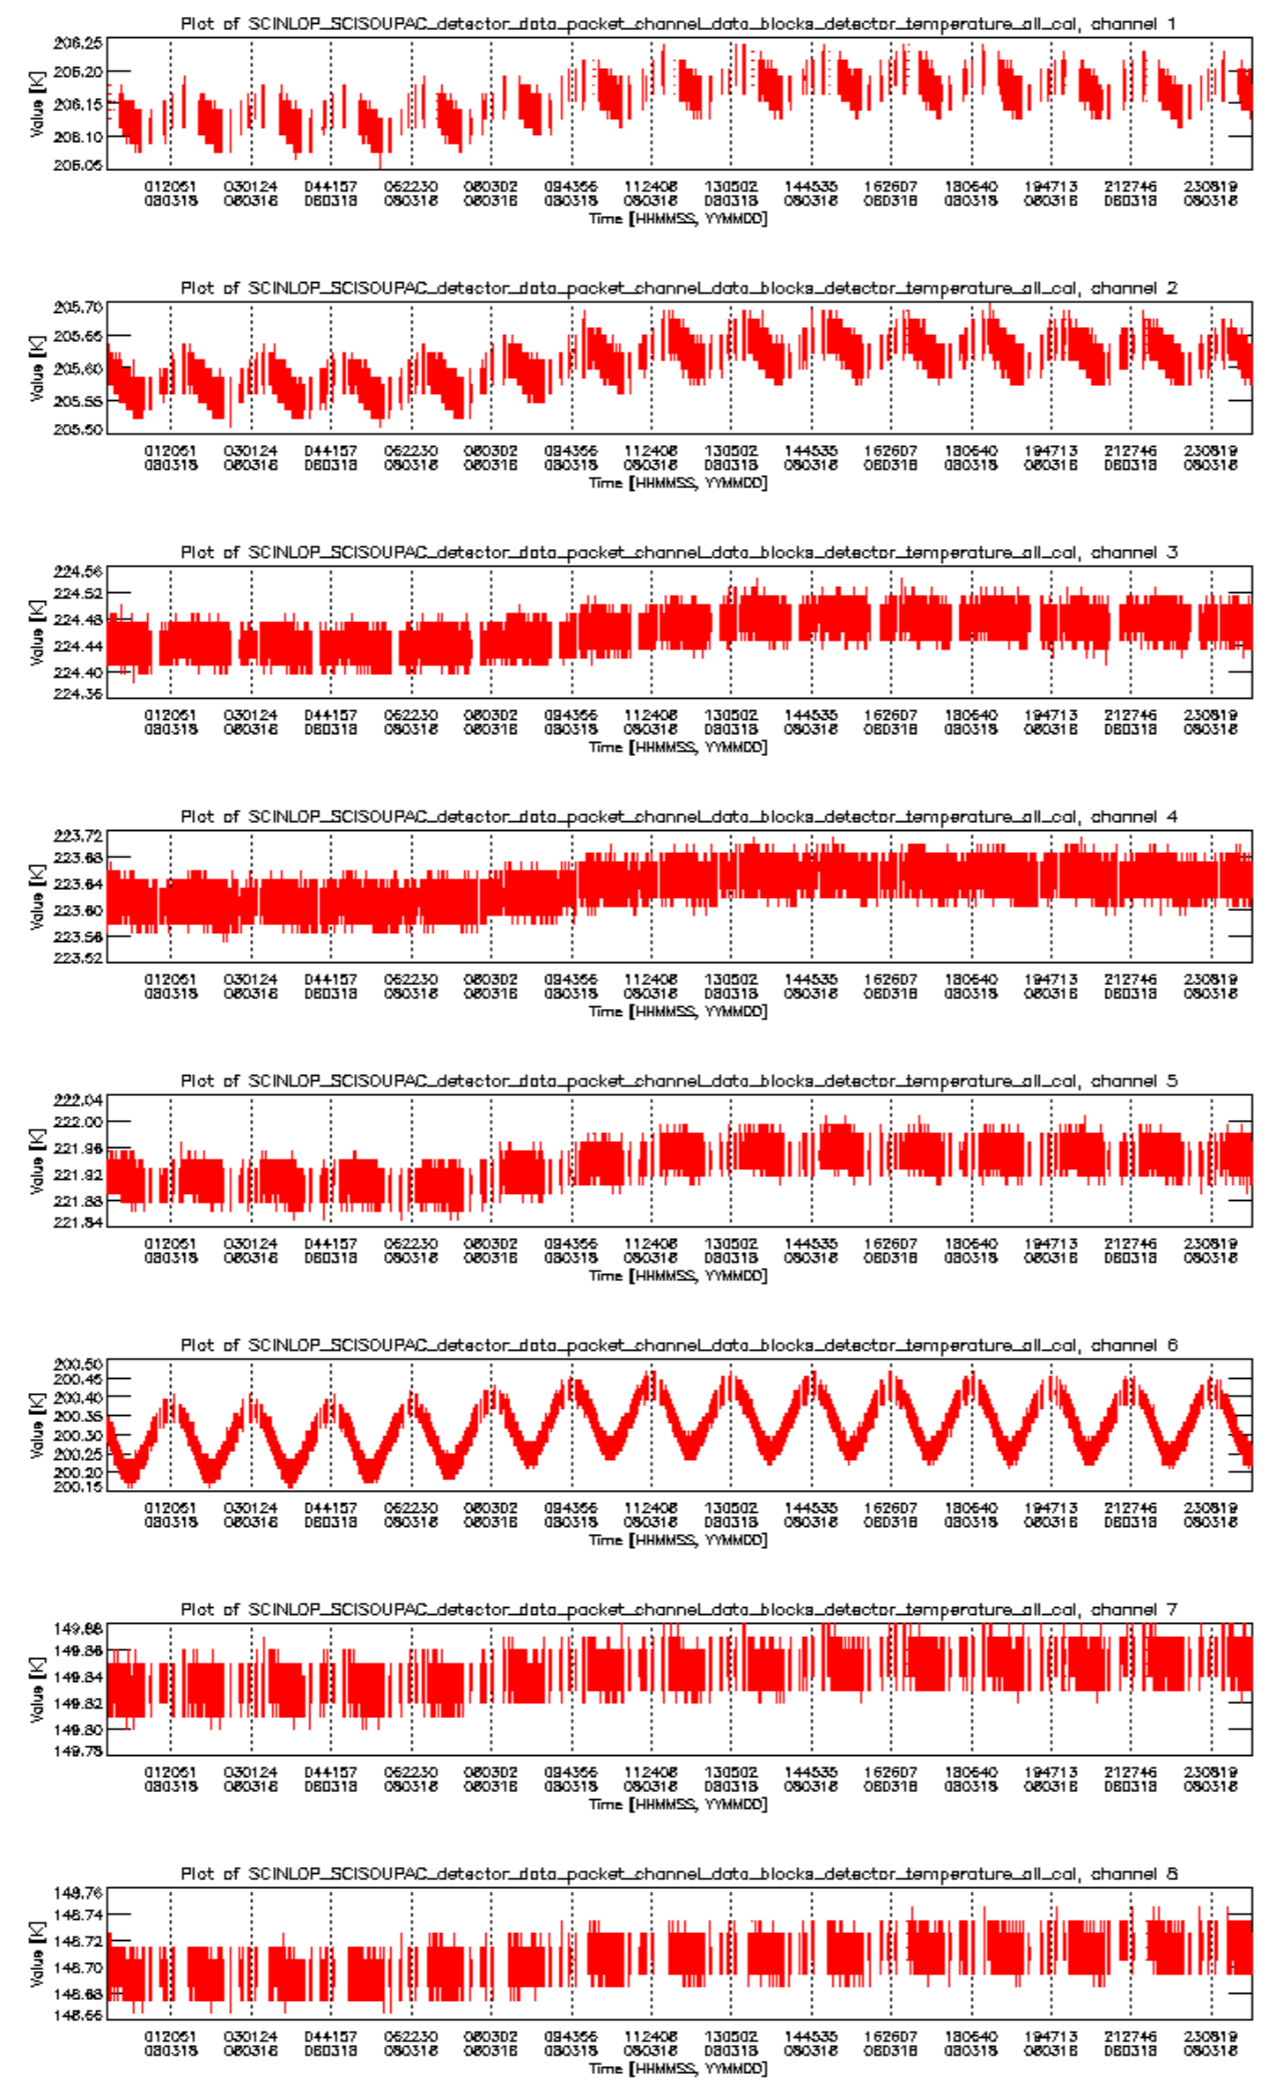 Plot of SCINLOP_SCISOUPAC_detector_data_packet_channel_data_blocks_detector_temperature_all_cal, channel 1
Value [K]
206.25
206.20
206.15
206.10
206.05
012051 030124 044157 062230 080302 094356 112408 130502 144535 162607 180640 194713 212746 230819
080318 080318 080318 080318 080318 080318 080318 080318 080318 080318 080318 080318 080318 080318
Time [HHMMSS, YYMMDD]
Plot of SCINLOP_SCISOUPAC_detector_data_packet_channel_data_blocks_detector_temperature_all_cal, channel 2
Value [K]
205.70
205.65
205.60
205.55
205.50
012051 030124 044157 062230 080302 094356 112408 130502 144535 162607 180640 194713 212746 230819
080318 080318 080318 080318 080318 080318 080318 080318 080318 080318 080318 080318 080318 080318
Time [HHMMSS, YYMMDD]
Plot of SCINLOP_SCISOUPAC_detector_data_packet_channel_data_blocks_detector_temperature_all_cal, channel 3
Value [K]
224.56
224.52
224.48
224.44
224.40
224.36
012051 030124 044157 062230 080302 094356 112408 130502 144535 162607 180640 194713 212746 230819
080318 080318 080318 080318 080318 080318 080318 080318 080318 080318 080318 080318 080318 080318
Time [HHMMSS, YYMMDD]
Plot of SCINLOP_SCISOUPAC_detector_data_packet_channel_data_blocks_detector_temperature_all_cal, channel 4
Value [K]
223.72
223.68
223.64
223.60
223.56
223.52
012051 030124 044157 062230 080302 094356 112408 130502 144535 162607 180640 194713 212746 230819
080318 080318 080318 080318 080318 080318 080318 080318 080318 080318 080318 080318 080318 080318
Time [HHMMSS, YYMMDD]
Plot of SCINLOP_SCISOUPAC_detector_data_packet_channel_data_blocks_detector_temperature_all_cal, channel 5
Value [K]
222.04
222.00
221.96
221.92
221.88
221.84
012051 030124 044157 062230 080302 094356 112408 130502 144535 162607 180640 194713 212746 230819
080318 080318 080318 080318 080318 080318 080318 080318 080318 080318 080318 080318 080318 080318
Time [HHMMSS, YYMMDD]
Plot of SCINLOP_SCISOUPAC_detector_data_packet_channel_data_blocks_detector_temperature_all_cal, channel 6
Value [K]
200.50
200.45
200.40
200.35
200.30
200.25
200.20
200.15
012051 030124 044157 062230 080302 094356 112408 130502 144535 162607 180640 194713 212746 230819
080318 080318 080318 080318 080318 080318 080318 080318 080318 080318 080318 080318 080318 080318
Time [HHMMSS, YYMMDD]
Plot of SCINLOP_SCISOUPAC_detector_data_packet_channel_data_blocks_detector_temperature_all_cal, channel 7
Value [K]
149.88
149.86
149.84
149.82
149.80
149.78
012051 030124 044157 062230 080302 094356 112408 130502 144535 162607 180640 194713 212746 230819
080318 080318 080318 080318 080318 080318 080318 080318 080318 080318 080318 080318 080318 080318
Time [HHMMSS, YYMMDD]
Plot of SCINLOP_SCISOUPAC_detector_data_packet_channel_data_blocks_detector_temperature_all_cal, channel 8
Value [K]
148.76
148.74
148.72
148.70
148.68
148.66
012051 030124 044157 062230 080302 094356 112408 130502 144535 162607 180640 194713 212746 230819
080318 080318 080318 080318 080318 080318 080318 080318 080318 080318 080318 080318 080318 080318
Time [HHMMSS, YYMMDD]